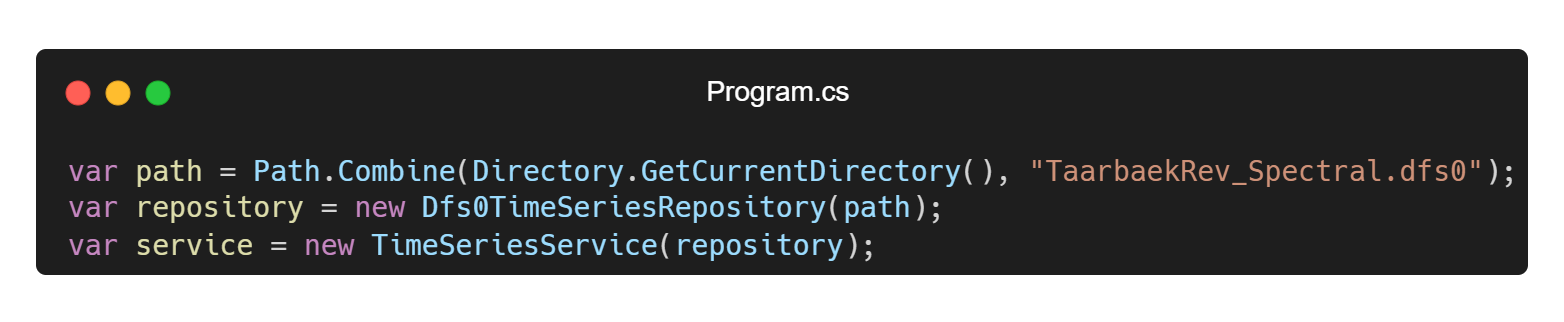 Program.cs
var path = Path.Combine(Directory.GetCurrentDirectory(), "TaarbaekRev_Spectral.dfs0");
var repository = new Dfs0TimeSeriesRepository(path);
var service = new TimeSeriesService(repository);